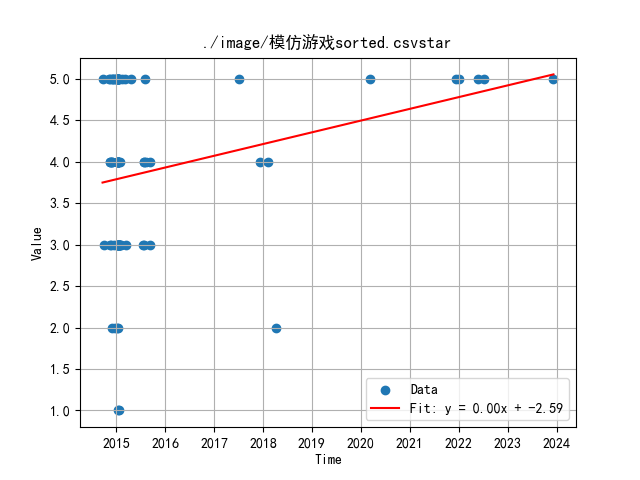 ./image/模仿游戏sorted.csvstar
5.0
4.5
4.0
3.5
3.0
2.5
2.0
1.5
1.0
Value
Data
Fit: y = 0.00x + -2.59
2015 2016 2017 2018 2019 2020 2021 2022 2023 2024
Time